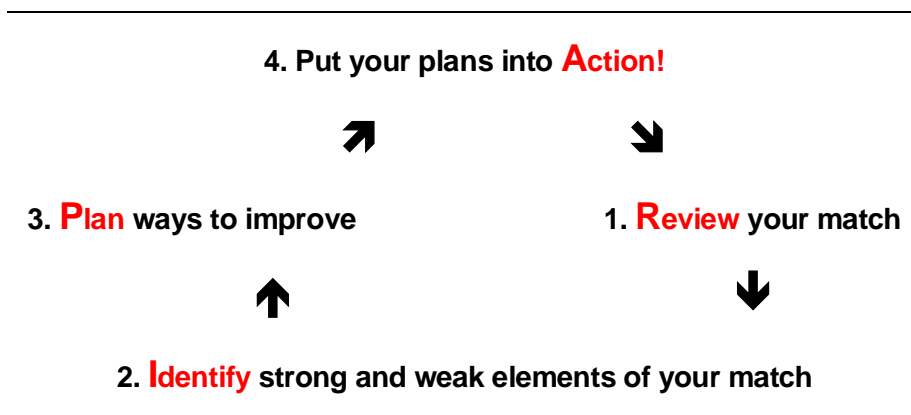 4. Put your plans into Action!
3. Plan ways to improve
1. Review your match
2. Identify strong and weak elements of your match